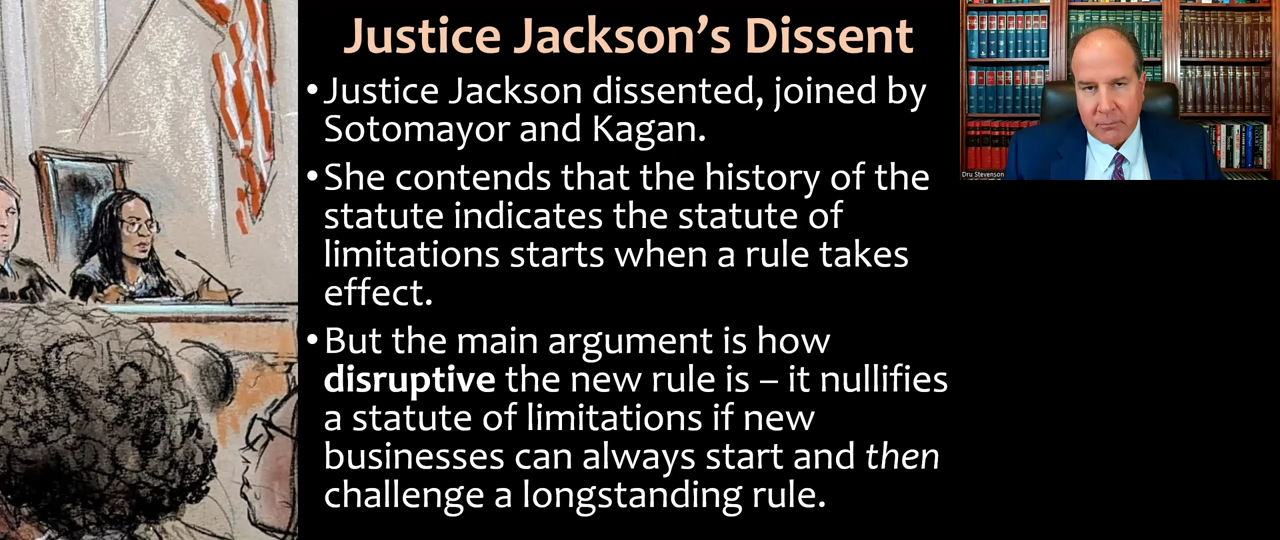 Justice Jackson’s Dissent
•Justice Jackson dissented, joined by
Sotomayor and Kagan.
•She contends that the history of the
statute indicates the statute of
limitations starts when a rule takes
effect.
•But the main argument is how
disruptive the new rule is – it nullifies
a statute of limitations if new
businesses can always start and then
challenge a longstanding rule.
Dru Stevenson